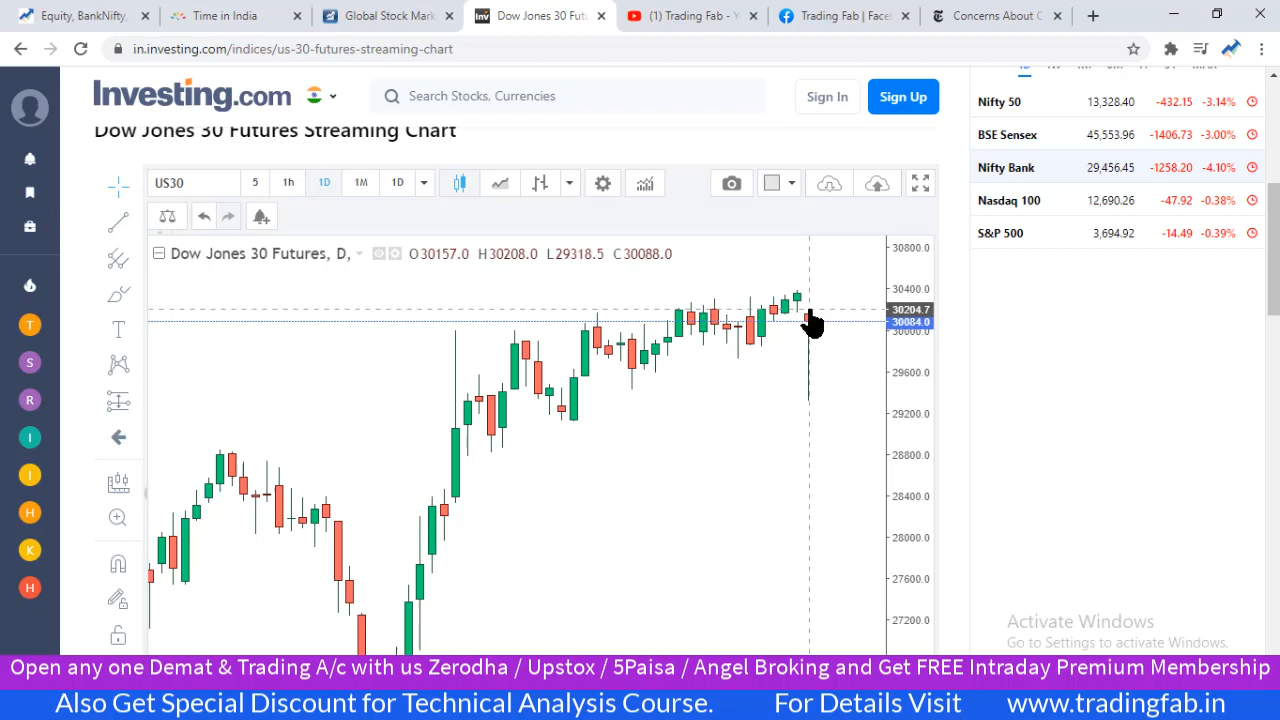 Equity, BankNifty,
Time in India
Global Stock Mark
Dow Jones 30 Futu
(1) Trading Fab - Yo
Trading Fab | Face
Concerns About C
in.investing.com/indices/us-30-futures-streaming-chart
Investing.com
Search Stocks, Currencies
Sign In
Sign Up
Dow Jones 30 Futures Streaming Chart
US30
5
1h
1D
1M
1D
Dow Jones 30 Futures, D,
O30157.0 H30208.0 L29318.5 C30088.0
30800.0
30400.0
30204.7
30084.0
30000.0
29600.0
29200.0
28800.0
28400.0
28000.0
27600.0
27200.0
Nifty 50 13,328.40 -432.15 -3.14%
BSE Sensex 45,553.96 -1406.73 -3.00%
Nifty Bank 29,456.45 -1258.20 -4.10%
Nasdaq 100 12,690.26 -47.92 -0.38%
S&P 500 3,694.92 -14.49 -0.39%
T
S
R
I
I
H
K
H
Activate Windows
Go to Settings to activate Windows.
Open any one Demat & Trading A/c with us Zerodha / Upstox / 5Paisa / Angel Broking and Get FREE Intraday Premium Membership
Also Get Special Discount for Technical Analysis Course. For Details Visit www.tradingfab.in